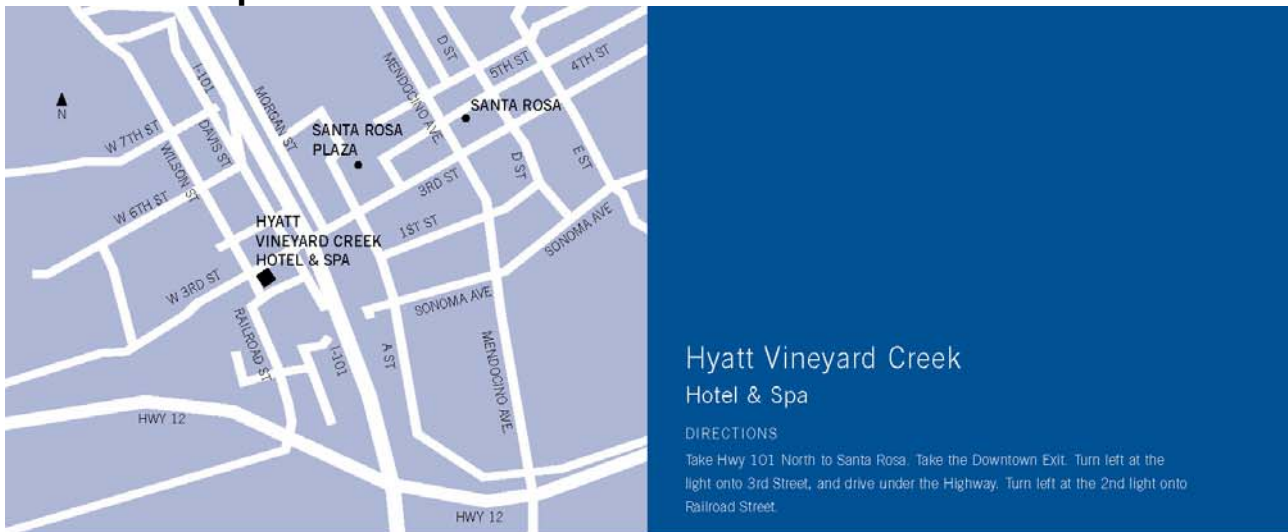 D ST
5TH ST
4TH ST
I-101
MENDOCINO AVE.
MORGAN ST
SANTA ROSA
N
W 7TH ST
DAVIS ST
SANTA ROSA
PLAZA
WILSON ST
E ST
D ST
3RD ST
W 6TH ST
HYATT
VINEYARD CREEK
HOTEL & SPA
1ST ST
SONOMA AVE
W 3RD ST
SONOMA AVE
RAILROAD ST
I-101
A ST
MENDOCINO AVE.
HWY 12
HWY 12
Hyatt Vineyard Creek
Hotel & Spa
DIRECTIONS
Take Hwy 101 North to Santa Rosa. Take the Downtown Exit. Turn left at the
light onto 3rd Street, and drive under the Highway. Turn left at the 2nd light onto
Railroad Street.